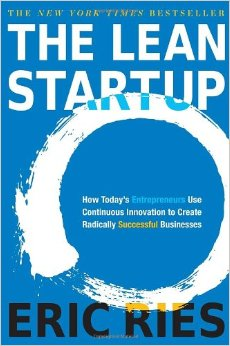 THE NEW YORK TIMES BESTSELLER
THE LEAN
STARTUP
How Today's Entrepreneurs Use
Continuous Innovation to Create
Radically Successful Businesses
ERIC RIES